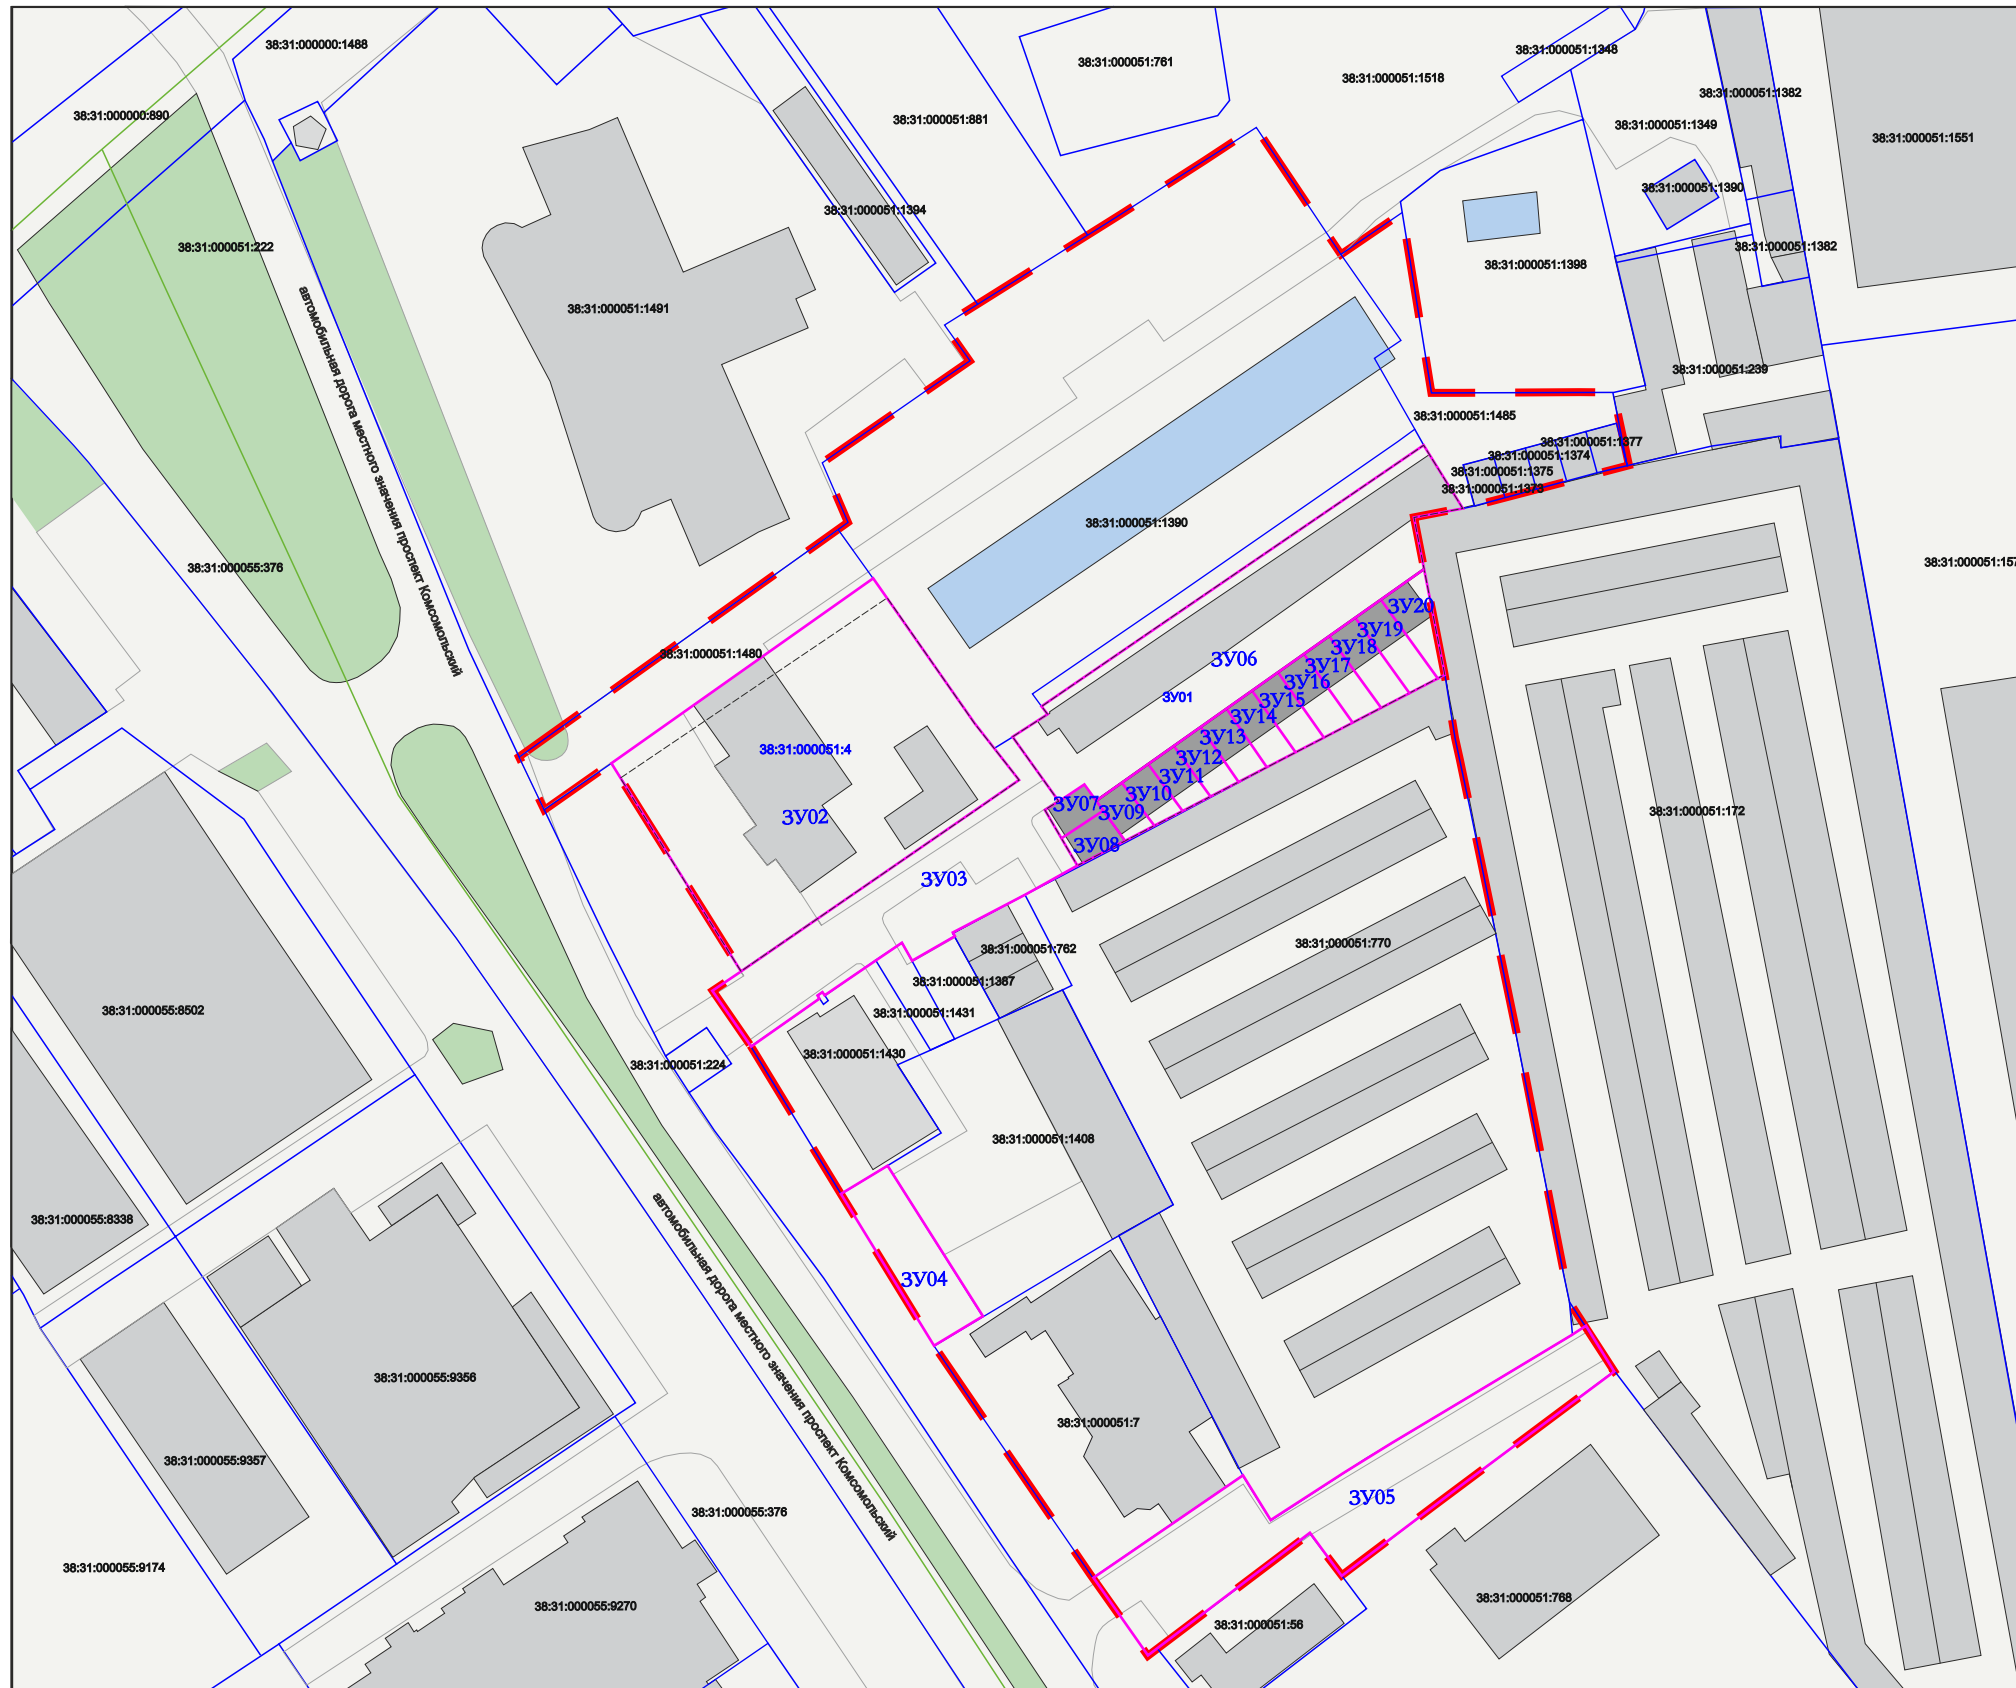 38:31:000000:1488
38:31:000051:1348
38:31:000051:761
38:31:000051:1518
38:31:000051:1382
38:31:000000:890
38:31:000051:881
38:31:000051:1349
38:31:000051:1551
38:31:000051:1390
38:31:000051:1394
38:31:000051:222
38:31:000051:1382
38:31:000051:1398
38:31:000051:1491
38:31:000051:239
автомобильная дорога местного значения проспект Комсомольский
38:31:000051:1485
38:31:000051:1377
38:31:000051:1374
38:31:000051:1375
38:31:000051:1373
38:31:000051:1390
38:31:000055:376
38:31:000051:157
ЗУ20
ЗУ19
ЗУ18
38:31:000051:1480
ЗУ06
ЗУ17
ЗУ16
ЗУ01
ЗУ15
ЗУ14
ЗУ13
38:31:000051:4
ЗУ12
ЗУ11
ЗУ10
ЗУ07
ЗУ09
38:31:000051:172
ЗУ02
ЗУ08
ЗУ03
38:31:000051:770
38:31:000051:762
38:31:000051:1367
38:31:000055:8502
38:31:000051:1431
38:31:000051:1430
38:31:000051:224
38:31:000051:1408
38:31:000055:8338
автомобильная дорога местного значения проспект Комсомольский
ЗУ04
38:31:000055:9356
38:31:000051:7
38:31:000055:9357
ЗУ05
38:31:000055:376
38:31:000055:9174
38:31:000051:768
38:31:000055:9270
38:31:000051:56